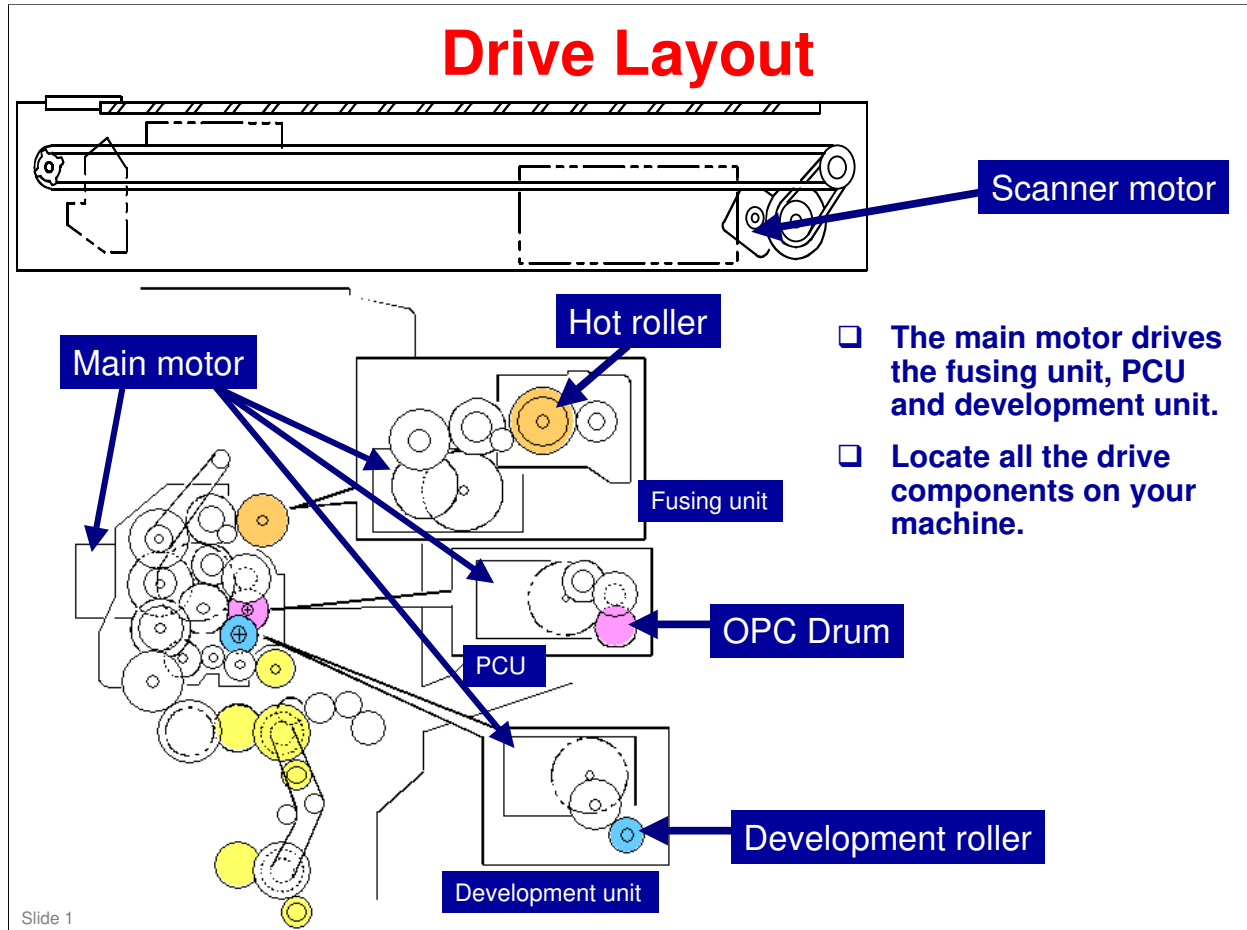 Drive Layout
Scanner motor
Hot roller
Main motor
❑ The main motor drives
the fusing unit, PCU
and development unit.
❑ Locate all the drive
components on your
machine.
Fusing unit
OPC Drum
PCU
Development roller
Development unit
Slide 1